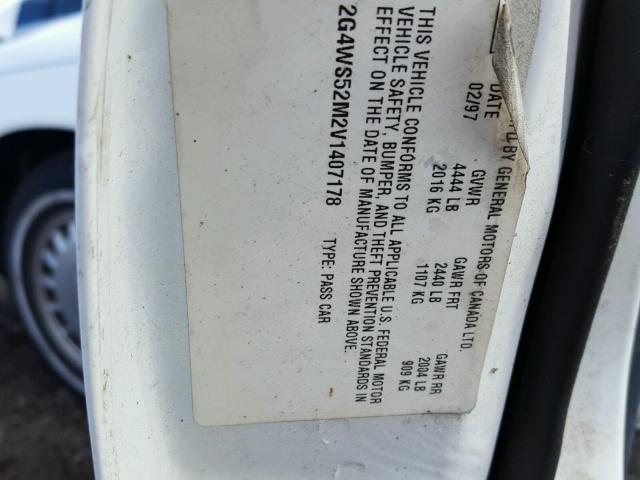 BY GENERAL MOTORS OF CANADA LTD.
DATE GVWR GAWR FRT GAWR RR
02/97 4444 LB 2440 LB 2004 LB
2016 KG 1107 KG 909 KG
THIS VEHICLE CONFORMS TO ALL APPLICABLE U.S. FEDERAL MOTOR
VEHICLE SAFETY, BUMPER, AND THEFT PREVENTION STANDARDS IN
EFFECT ON THE DATE OF MANUFACTURE SHOWN ABOVE.
2G4WS52M2V1407178 TYPE: PASS CAR